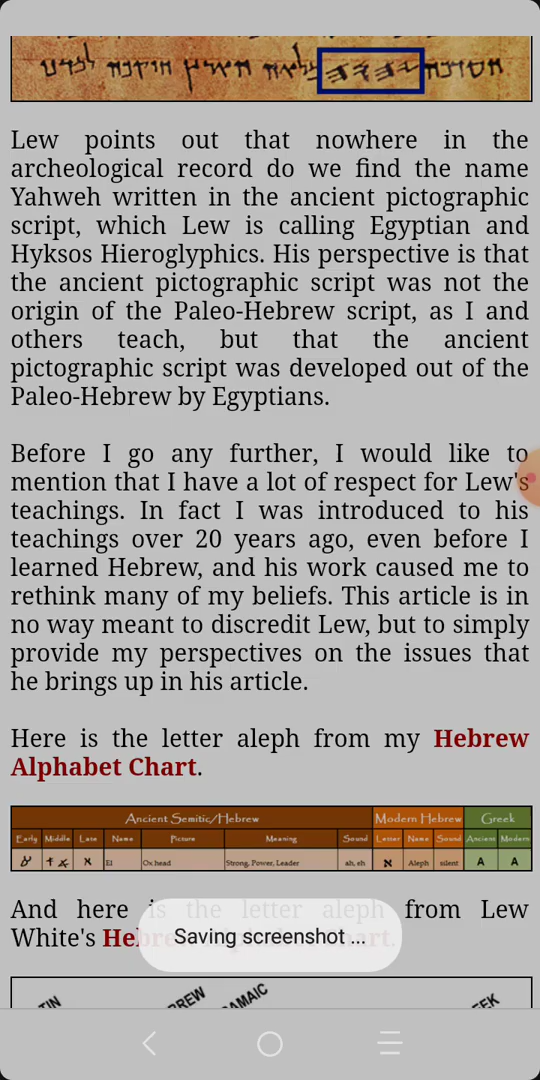 Lew points out that nowhere in the
archeological record do we find the name
Yahweh written in the ancient pictographic
script, which Lew is calling Egyptian and
Hyksos Hieroglyphics. His perspective is that
the ancient pictographic script was not the
origin of the Paleo-Hebrew script, as I and
others teach, but that the ancient
pictographic script was developed out of the
Paleo-Hebrew by Egyptians.
Before I go any further, I would like to
mention that I have a lot of respect for Lew's
teachings. In fact I was introduced to his
teachings over 20 years ago, even before I
learned Hebrew, and his work caused me to
rethink many of my beliefs. This article is in
no way meant to discredit Lew, but to simply
provide my perspectives on the issues that
he brings up in his article.
Here is the letter aleph from my Hebrew
Alphabet Chart.
Ancient Semitic/Hebrew Modern Hebrew Greek
Early Middle Late Name Picture Meaning Sound Letter Name Sound Ancient Modern
El Ox head Strong, Power, Leader ah, eh א Aleph silent A A
And here is the letter aleph from Lew
White's Hebrew Alphabet Chart.
Saving screenshot ...